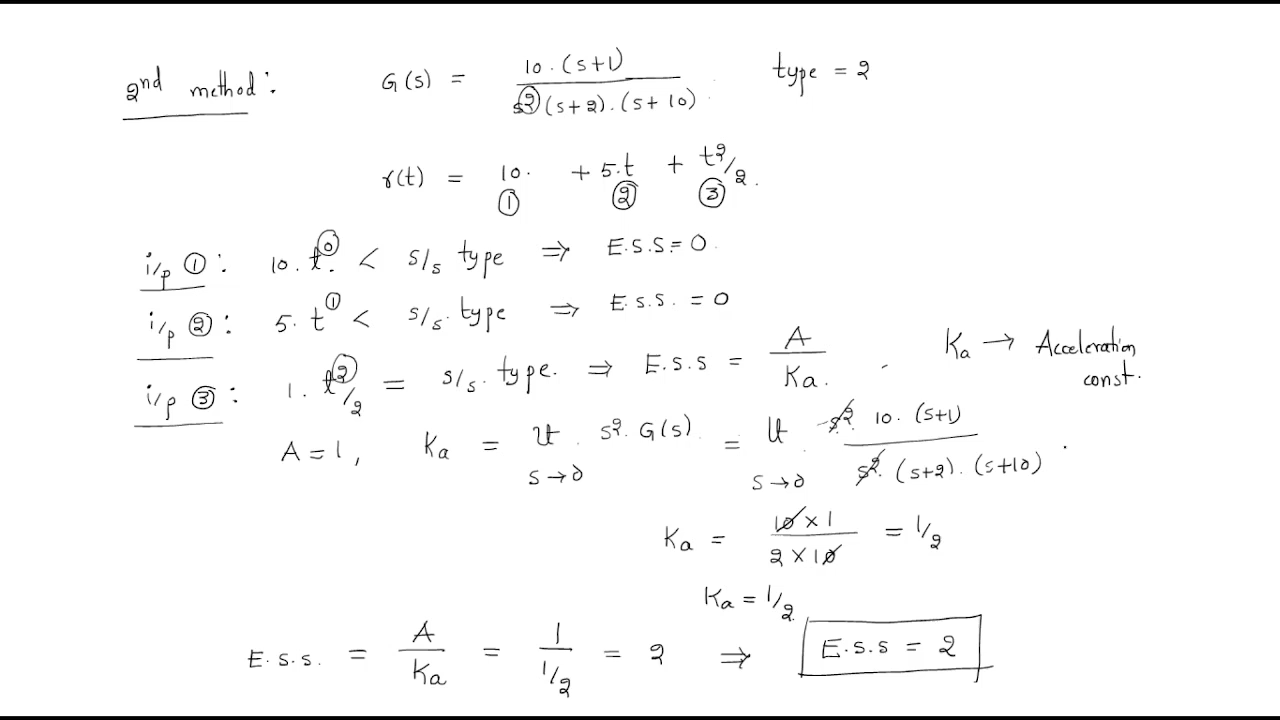 2nd method: G(s) = 10.(s+1) / s²(s+2).(s+10) type = 2
r(t) = 10. + 5.t + t²/2.
① ② ③
i/p ①: 10. t⁰. < s/s type ⇒ E.S.S. = 0.
i/p ②: 5. t¹ < s/s. type ⇒ E.S.S. = 0
i/p ③: 1. t²/2 = s/s. type. ⇒ E.S.S = A / Ka. , Ka → Acceleration const.
A = 1, Ka = lt s→0 s². G(s). = lt s→0 s². 10. (s+1) / s². (s+2). (s+10)
Ka = 10 × 1 / 2 × 10 = 1/2
Ka = 1/2.
E.s.s. = A / Ka = 1 / 1/2 = 2 ⇒ E.s.s = 2